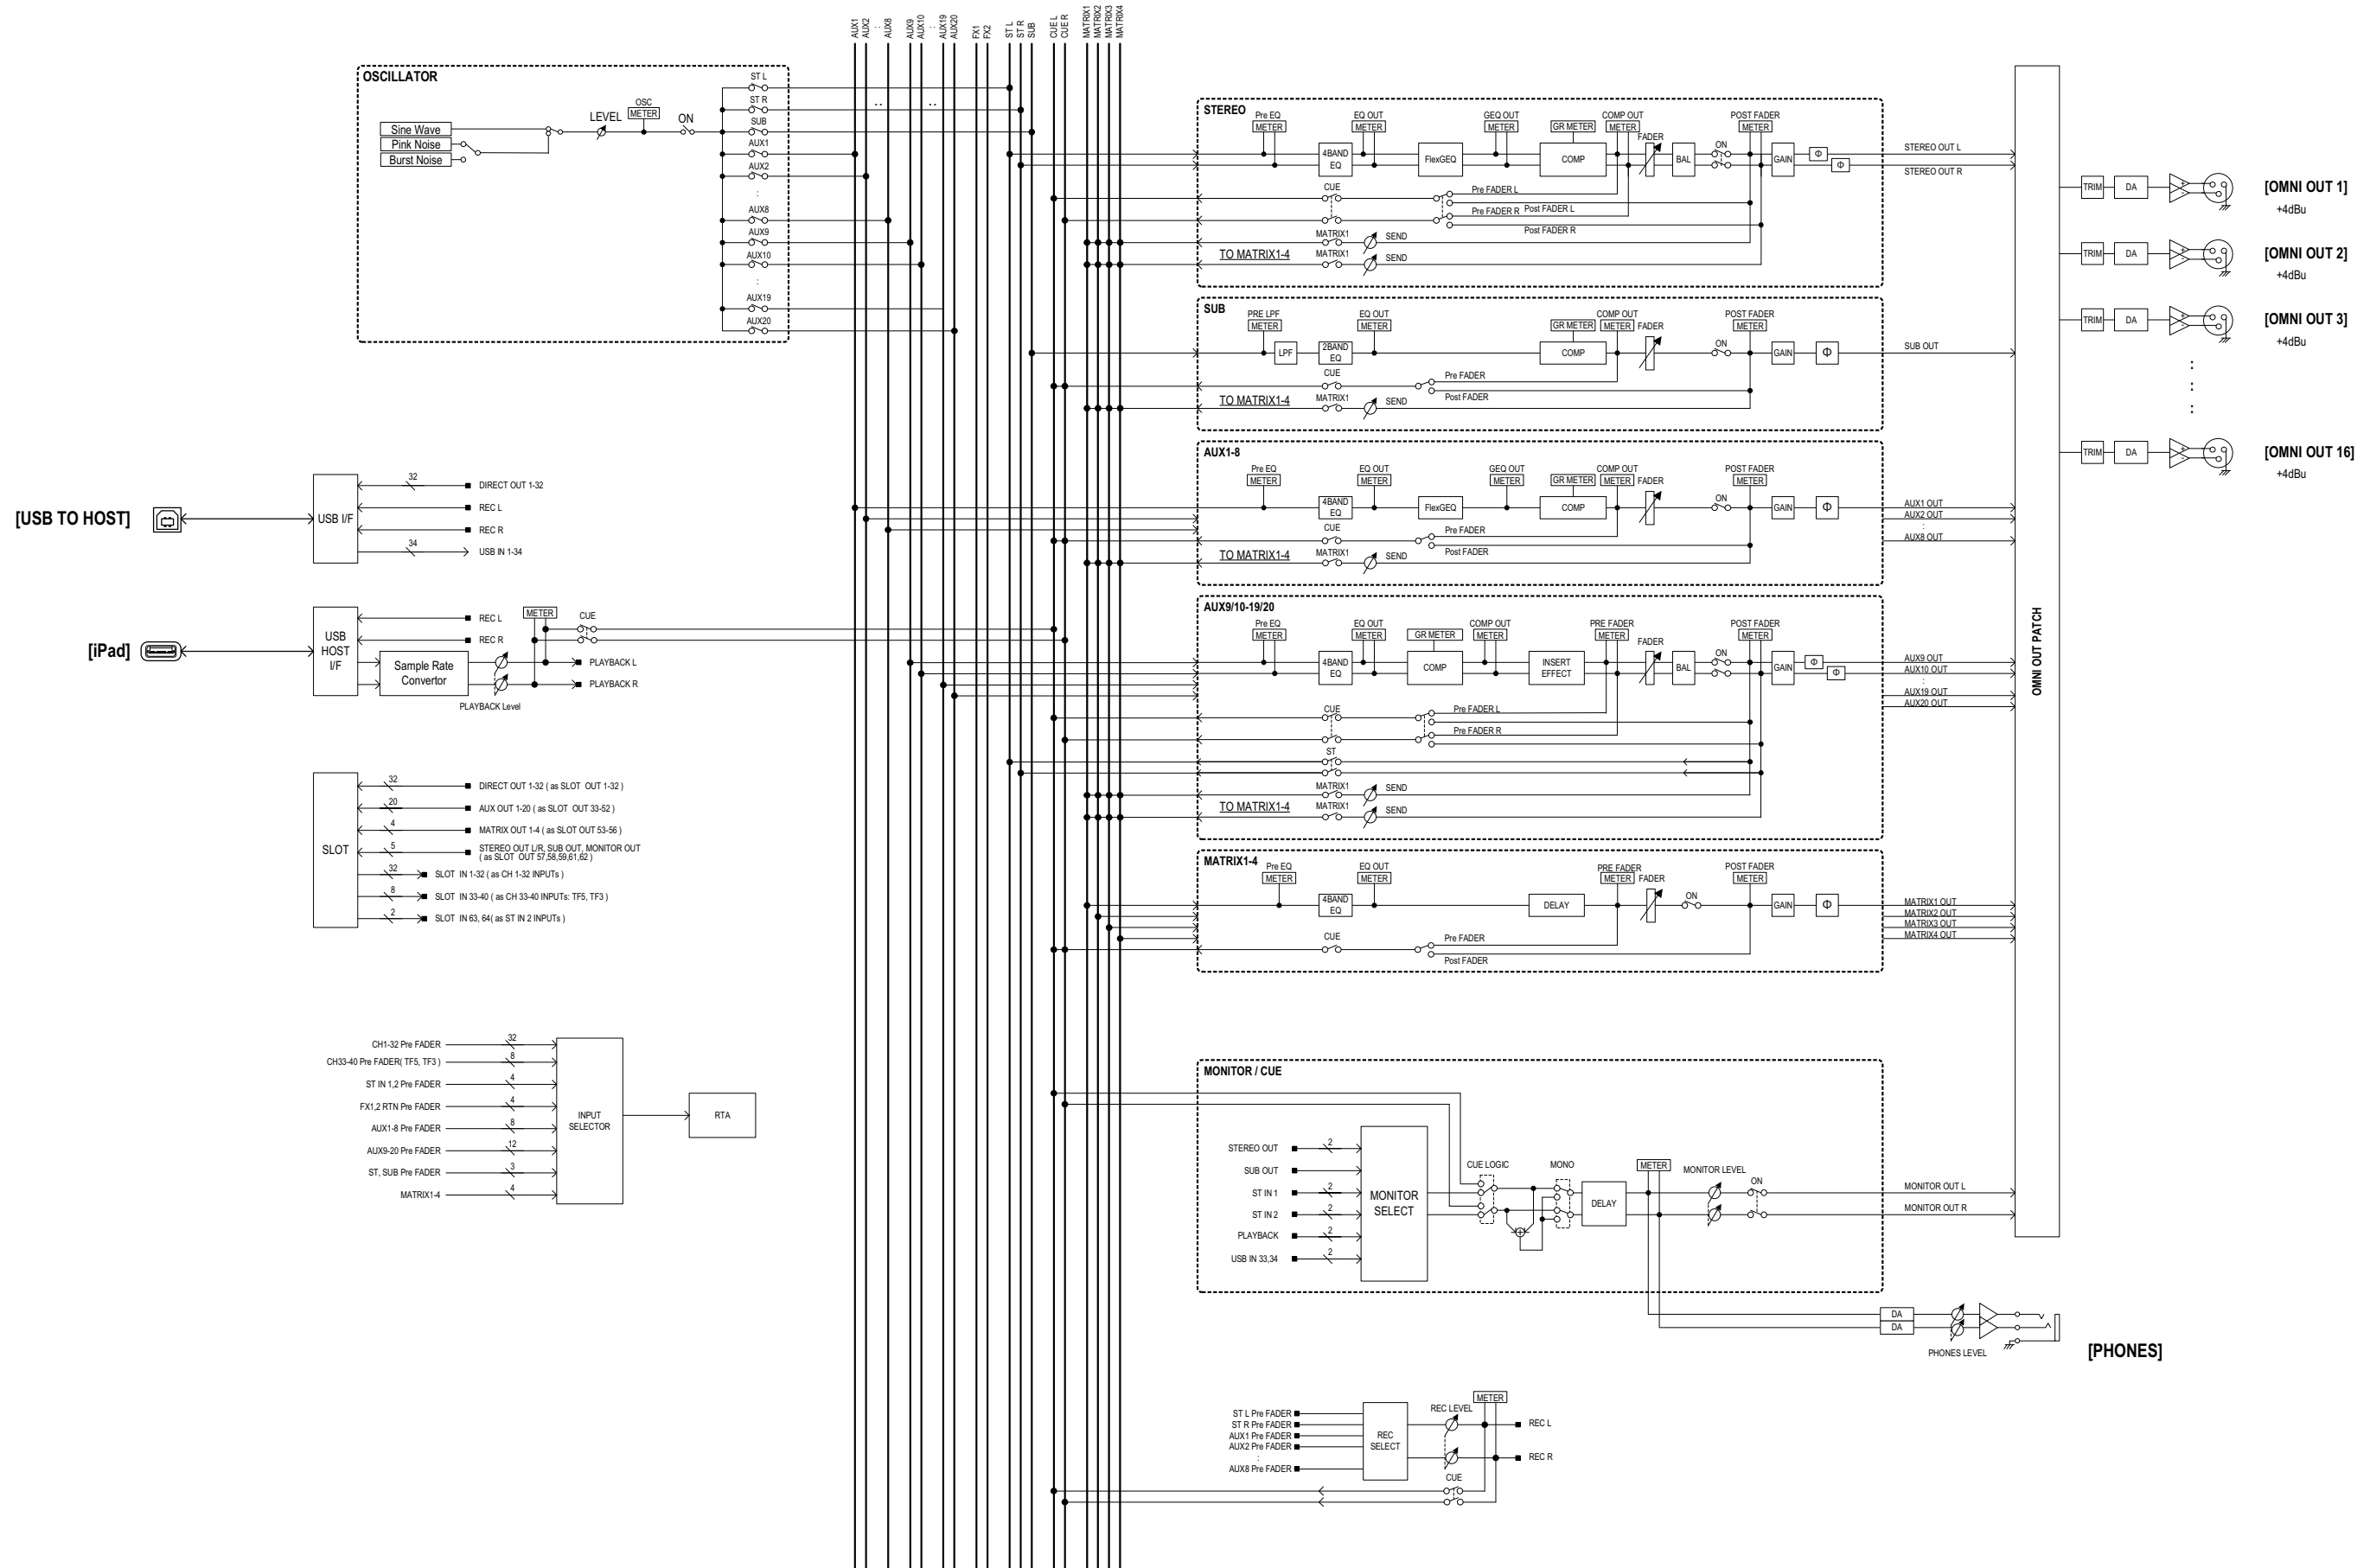 AUX1
AUX2
:
AUX8
AUX9
AUX10
:
AUX19
AUX20
FX1
FX2
ST L
ST R
SUB
CUE L
CUE R
MATRIX1
MATRIX2
MATRIX3
MATRIX4
OSCILLATOR
Sine Wave
Pink Noise
Burst Noise
LEVEL
OSC
METER
ON
ST L
ST R
SUB
AUX1
AUX2
:
AUX8
AUX9
AUX10
:
AUX19
AUX20
[USB TO HOST]
USB I/F
32
DIRECT OUT 1-32
REC L
REC R
34
USB IN 1-34
[iPad]
USB
HOST
I/F
REC L
REC R
Sample Rate
Convertor
METER
CUE
PLAYBACK L
PLAYBACK R
PLAYBACK Level
SLOT
32
DIRECT OUT 1-32 ( as SLOT OUT 1-32 )
20
AUX OUT 1-20 ( as SLOT OUT 33-52 )
4
MATRIX OUT 1-4 ( as SLOT OUT 53-56 )
5
STEREO OUT L/R, SUB OUT, MONITOR OUT
( as SLOT OUT 57,58,59,61,62 )
32
SLOT IN 1-32 ( as CH 1-32 INPUTs )
8
SLOT IN 33-40 ( as CH 33-40 INPUTs: TF5, TF3 )
2
SLOT IN 63, 64( as ST IN 2 INPUTs )
CH1-32 Pre FADER
32
CH33-40 Pre FADER( TF5, TF3 )
8
ST IN 1,2 Pre FADER
4
FX1,2 RTN Pre FADER
4
AUX1-8 Pre FADER
8
AUX9-20 Pre FADER
12
ST, SUB Pre FADER
3
MATRIX1-4
4
INPUT
SELECTOR
RTA
STEREO
Pre EQ
METER
4BAND
EQ
EQ OUT
METER
FlexGEQ
GEQ OUT
METER
GR METER
COMP
COMP OUT
METER
FADER
BAL
ON
POST FADER
METER
GAIN
Φ
Φ
STEREO OUT L
STEREO OUT R
CUE
Pre FADER L
Post FADER L
Pre FADER R
Post FADER R
MATRIX1
SEND
TO MATRIX1-4
MATRIX1
SEND
SUB
PRE LPF
METER
LPF
2BAND
EQ
EQ OUT
METER
GR METER
COMP
COMP OUT
METER
FADER
ON
POST FADER
METER
GAIN
Φ
SUB OUT
CUE
Pre FADER
Post FADER
TO MATRIX1-4
MATRIX1
SEND
AUX1-8
Pre EQ
METER
4BAND
EQ
EQ OUT
METER
FlexGEQ
GEQ OUT
METER
GR METER
COMP
COMP OUT
METER
FADER
ON
POST FADER
METER
GAIN
Φ
AUX1 OUT
AUX2 OUT
:
AUX8 OUT
CUE
Pre FADER
Post FADER
TO MATRIX1-4
MATRIX1
SEND
AUX9/10-19/20
Pre EQ
METER
4BAND
EQ
EQ OUT
METER
GR METER
COMP
COMP OUT
METER
INSERT
EFFECT
PRE FADER
METER
FADER
BAL
ON
POST FADER
METER
GAIN
Φ
Φ
AUX9 OUT
AUX10 OUT
:
AUX19 OUT
AUX20 OUT
CUE
Pre FADER L
Pre FADER R
ST
MATRIX1
SEND
TO MATRIX1-4
MATRIX1
SEND
MATRIX1-4
Pre EQ
METER
4BAND
EQ
EQ OUT
METER
DELAY
PRE FADER
METER
FADER
ON
POST FADER
METER
GAIN
Φ
MATRIX1 OUT
MATRIX2 OUT
MATRIX3 OUT
MATRIX4 OUT
CUE
Pre FADER
Post FADER
MONITOR / CUE
STEREO OUT
2
SUB OUT
ST IN 1
2
ST IN 2
2
PLAYBACK
2
USB IN 33,34
2
MONITOR
SELECT
CUE LOGIC
MONO
DELAY
METER
MONITOR LEVEL
ON
MONITOR OUT L
MONITOR OUT R
DA
DA
PHONES LEVEL
[PHONES]
ST L Pre FADER
ST R Pre FADER
AUX1 Pre FADER
AUX2 Pre FADER
:
AUX8 Pre FADER
REC
SELECT
REC LEVEL
METER
REC L
REC R
CUE
OMNI OUT PATCH
TRIM
DA
+
-
[OMNI OUT 1]
+4dBu
TRIM
DA
+
-
[OMNI OUT 2]
+4dBu
TRIM
DA
+
-
[OMNI OUT 3]
+4dBu
:
:
TRIM
DA
+
-
[OMNI OUT 16]
+4dBu